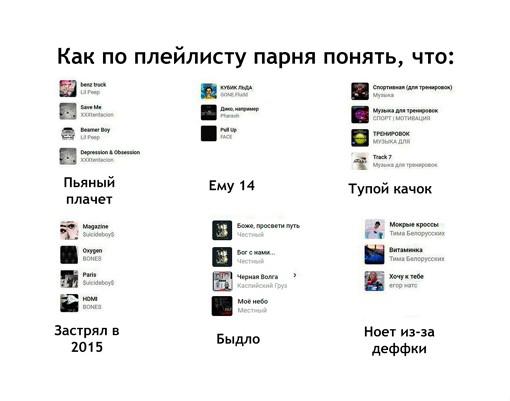 Как по плейлисту парня понять, что:
benz truck
Lil Peep
Save Me
XXXtentacion
Beamer Boy
Lil Peep
Depression & Obsession
XXXtentacion
Пьяный
плачет
КУБИК ЛЬДА
GONE.Fludd
Дико, например
Pharaoh
Pull Up
FACE
Ему 14
Спортивная (для тренировок)
Музыка
Музыка для тренировок
СПОРТ | МОТИВАЦИЯ
ТРЕНИРОВОК
МУЗЫКА ДЛЯ
Track 7
Музыка для тренировок
Тупой качок
Magazine
$uicideboy$
Oxygen
BONES
Paris
$uicideboy$
HDMI
BONES
Застрял в
2015
Боже, просвети путь
Честный
Бог с нами...
Честный
Черная Волга
Каспийский Груз
Моё небо
Местный
Быдло
Мокрые кроссы
Тима Белорусских
Витаминка
Тима Белорусских
Хочу к тебе
егор натс
Ноет из-за
деффки